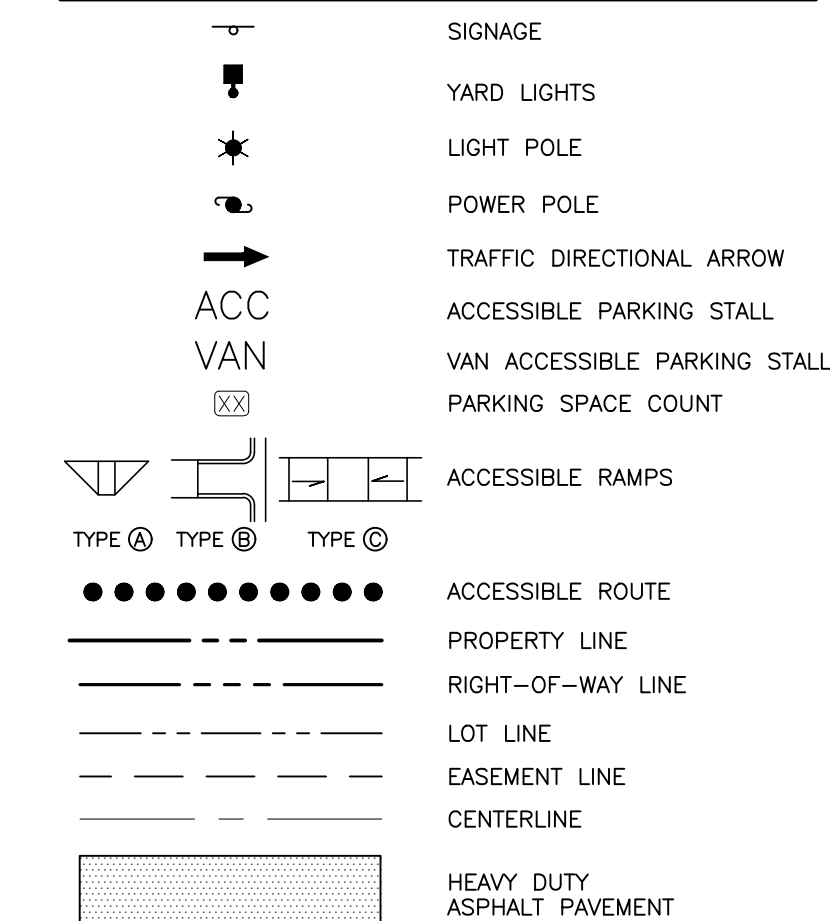 SIGNAGE
YARD LIGHTS
LIGHT POLE
POWER POLE
TRAFFIC DIRECTIONAL ARROW
ACC ACCESSIBLE PARKING STALL
VAN VAN ACCESSIBLE PARKING STALL
XX PARKING SPACE COUNT
ACCESSIBLE RAMPS
TYPE A TYPE B TYPE C
ACCESSIBLE ROUTE
PROPERTY LINE
RIGHT-OF-WAY LINE
LOT LINE
EASEMENT LINE
CENTERLINE
HEAVY DUTY
ASPHALT PAVEMENT